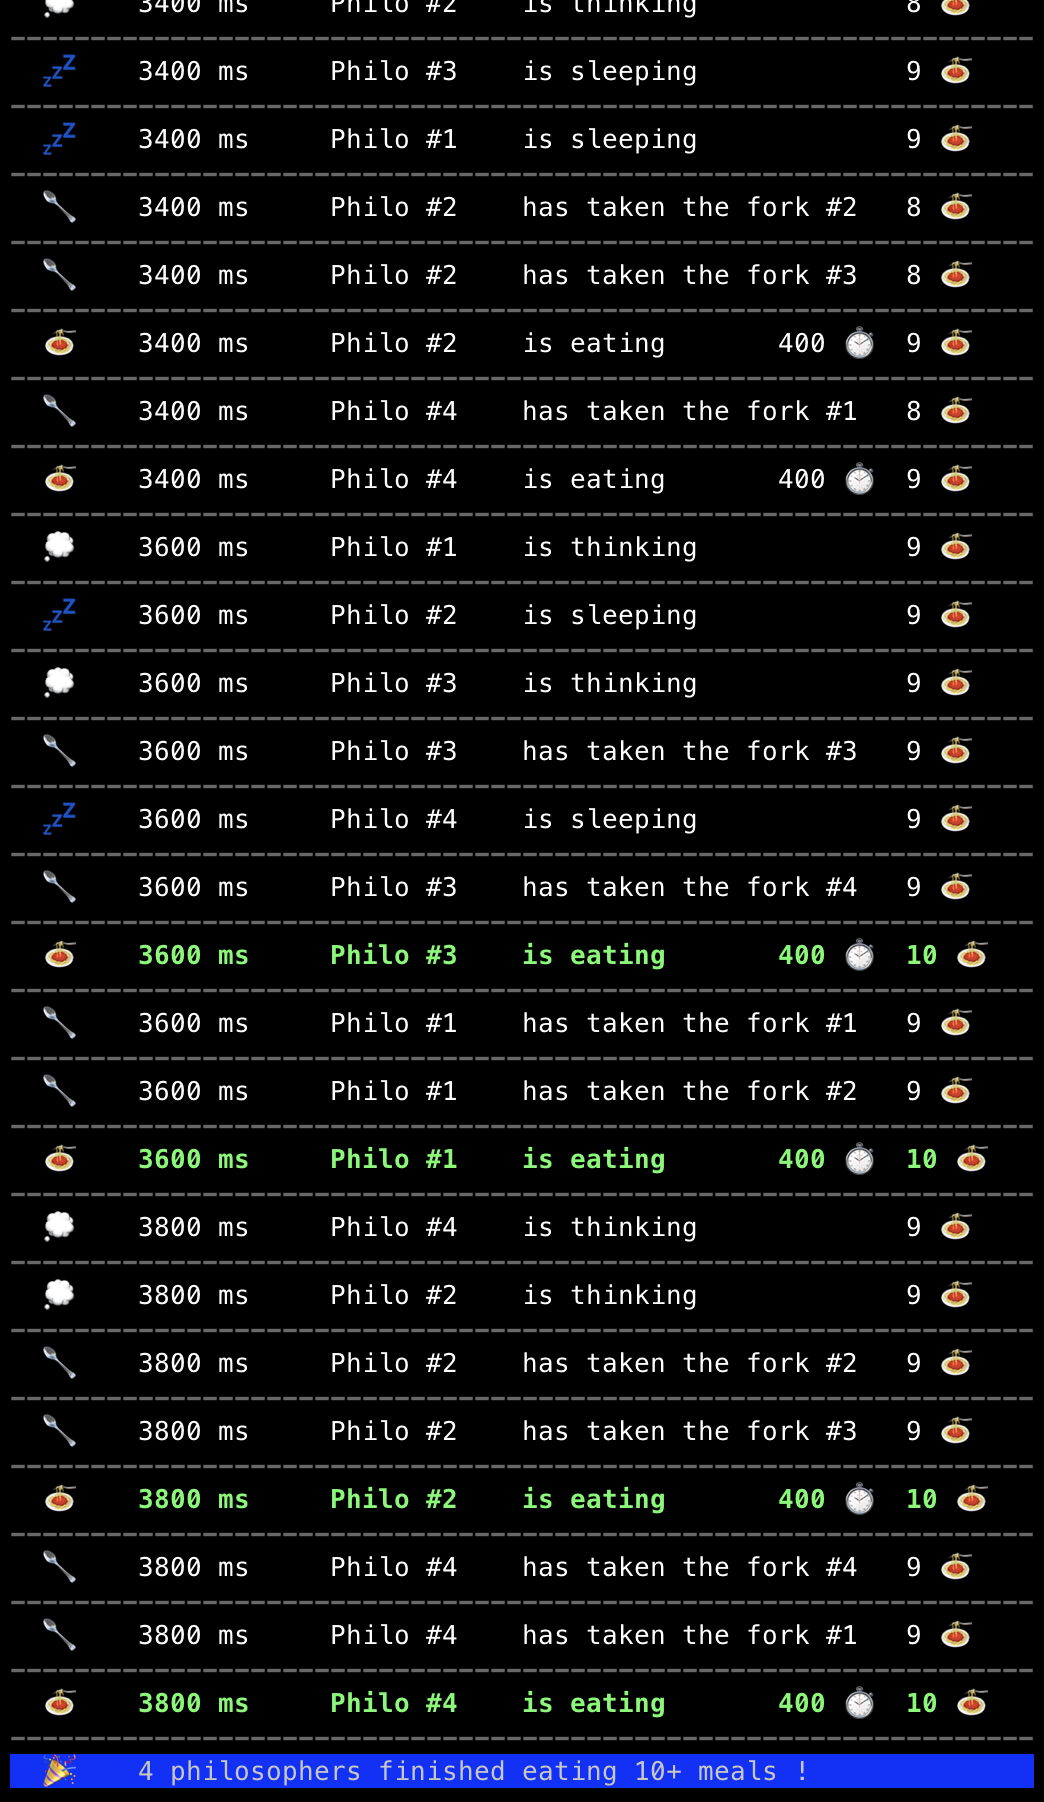 3400 ms Philo #2 is thinking 8
3400 ms Philo #3 is sleeping 9
3400 ms Philo #1 is sleeping 9
3400 ms Philo #2 has taken the fork #2 8
3400 ms Philo #2 has taken the fork #3 8
3400 ms Philo #2 is eating 400 9
3400 ms Philo #4 has taken the fork #1 8
3400 ms Philo #4 is eating 400 9
3600 ms Philo #1 is thinking 9
3600 ms Philo #2 is sleeping 9
3600 ms Philo #3 is thinking 9
3600 ms Philo #3 has taken the fork #3 9
3600 ms Philo #4 is sleeping 9
3600 ms Philo #3 has taken the fork #4 9
3600 ms Philo #3 is eating 400 10
3600 ms Philo #1 has taken the fork #1 9
3600 ms Philo #1 has taken the fork #2 9
3600 ms Philo #1 is eating 400 10
3800 ms Philo #4 is thinking 9
3800 ms Philo #2 is thinking 9
3800 ms Philo #2 has taken the fork #2 9
3800 ms Philo #2 has taken the fork #3 9
3800 ms Philo #2 is eating 400 10
3800 ms Philo #4 has taken the fork #4 9
3800 ms Philo #4 has taken the fork #1 9
3800 ms Philo #4 is eating 400 10
4 philosophers finished eating 10+ meals !